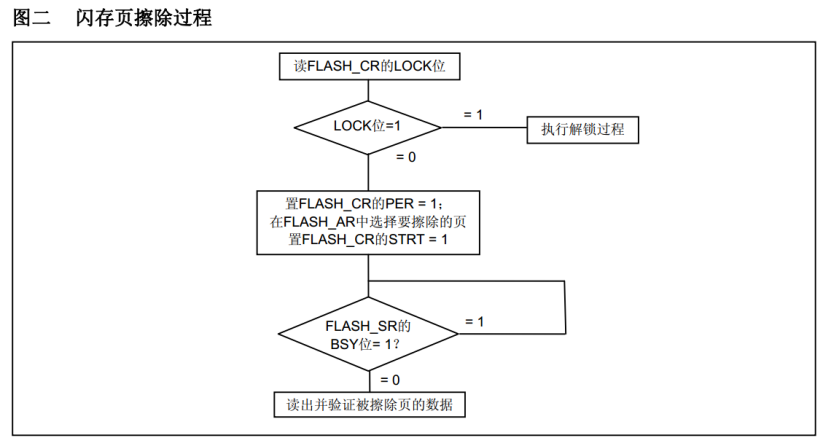 图二 闪存页擦除过程
读FLASH_CR的LOCK位
LOCK位=1
= 1
执行解锁过程
= 0
置FLASH_CR的PER = 1;
在FLASH_AR中选择要擦除的页
置FLASH_CR的STRT = 1
FLASH_SR的
BSY位= 1?
= 1
= 0
读出并验证被擦除页的数据